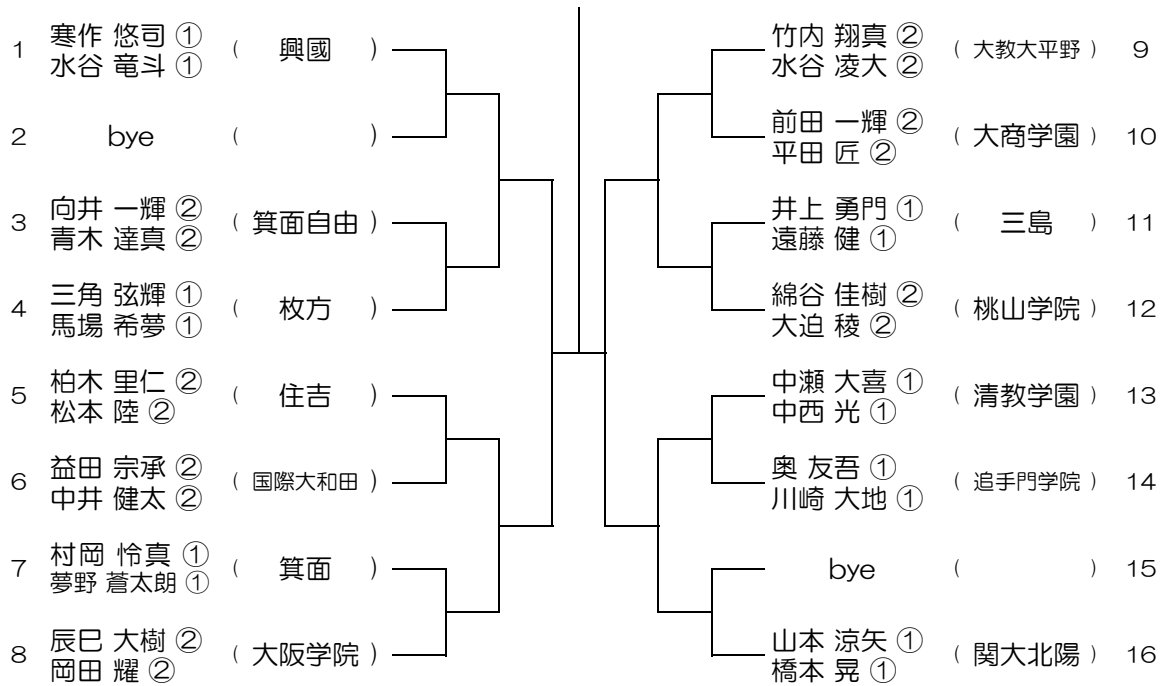 1 寒作 悠司 ① ( 興國 )
水谷 竜斗 ①
2 bye ( )
3 向井 一輝 ② ( 箕面自由 )
青木 達真 ②
4 三角 弦輝 ① ( 枚方 )
馬場 希夢 ①
5 柏木 里仁 ② ( 住吉 )
松本 陸 ②
6 益田 宗承 ② ( 国際大和田 )
中井 健太 ②
7 村岡 怜真 ① ( 箕面 )
夢野 蒼太朗 ①
8 辰巳 大樹 ② ( 大阪学院 )
岡田 耀 ②
竹内 翔真 ② ( 大教大平野 ) 9
水谷 凌大 ②
前田 一輝 ② ( 大商学園 ) 10
平田 匠 ②
井上 勇門 ① ( 三島 ) 11
遠藤 健 ①
綿谷 佳樹 ② ( 桃山学院 ) 12
大迫 稜 ②
中瀬 大喜 ① ( 清教学園 ) 13
中西 光 ①
奥 友吾 ① ( 追手門学院 ) 14
川崎 大地 ①
bye ( ) 15
山本 涼矢 ① ( 関大北陽 ) 16
橋本 晃 ①